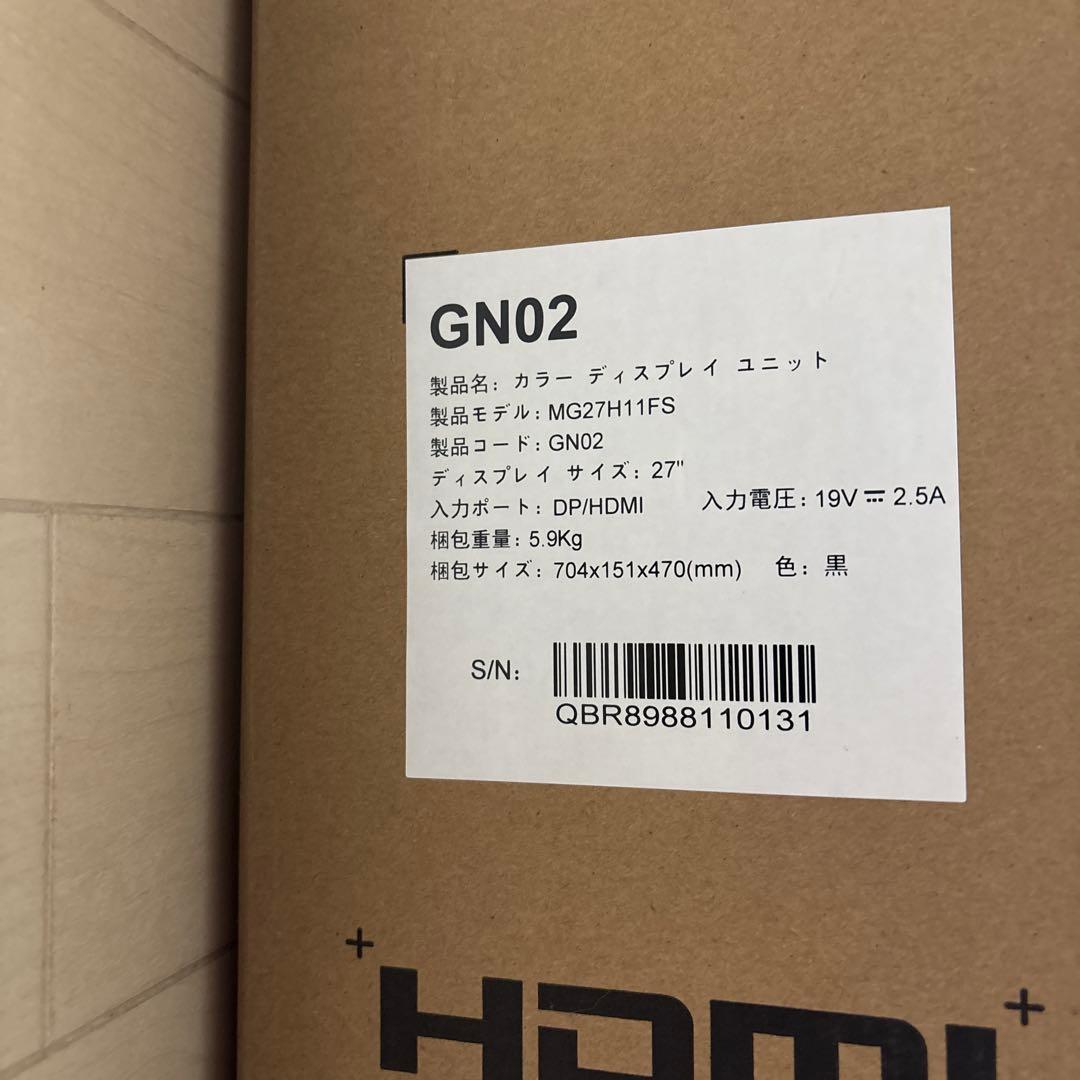 GN02
製品名: カラー ディスプレイ ユニット
製品モデル: MG27H11FS
製品コード: GN02
ディスプレイ サイズ: 27"
入力ポート: DP/HDMI 入力電圧: 19V⎓2.5A
梱包重量: 5.9Kg
梱包サイズ: 704x151x470(mm) 色: 黒
S/N:
QBR8988110131
HDMI